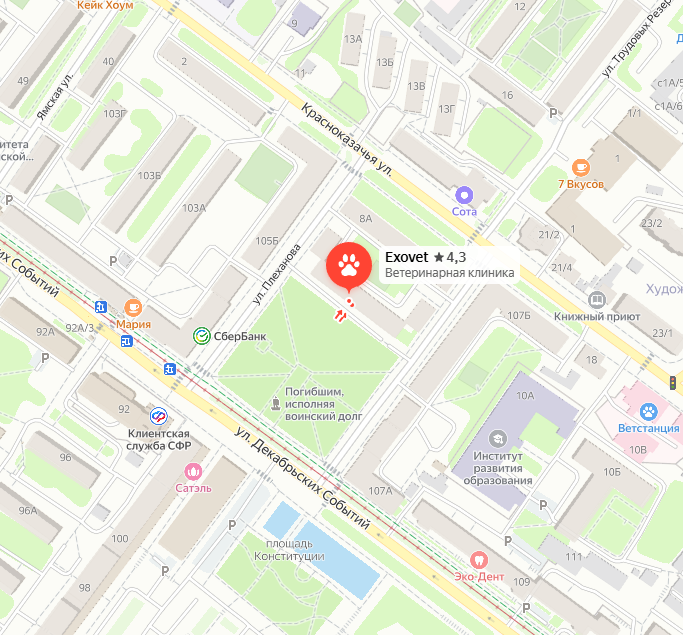 Кейк Хоум
9
12
13А
13Б
13В
13Г
11
16
2
40
49
Ямская ул.
103Г
103Б
103А
105Б
Красноказачья ул.
ул. Трудовых Резер
с1А/5
с1А/6
1/1
1
1
P
7 Вкусов
Сота
8А
итета
ской...
P
P
ул. Плеханова
Exovet ★ 4,3
Ветеринарная клиника
21/2
21/4
23/2
Худож
Книжный приют
107Б
23/1
18
их Событий
92А
92А/3
P
Мария
СберБанк
Погибшим,
исполняя
воинский долг
10А
Институт
развития
образования
Ветстанция
10В
10Б
92
Клиентская
служба СФР
ул. Декабрьских Событий
96
96А
Сатэль
100
98
P
P
площадь
Конституции
107А
P
111
Эко-Дент
109
P